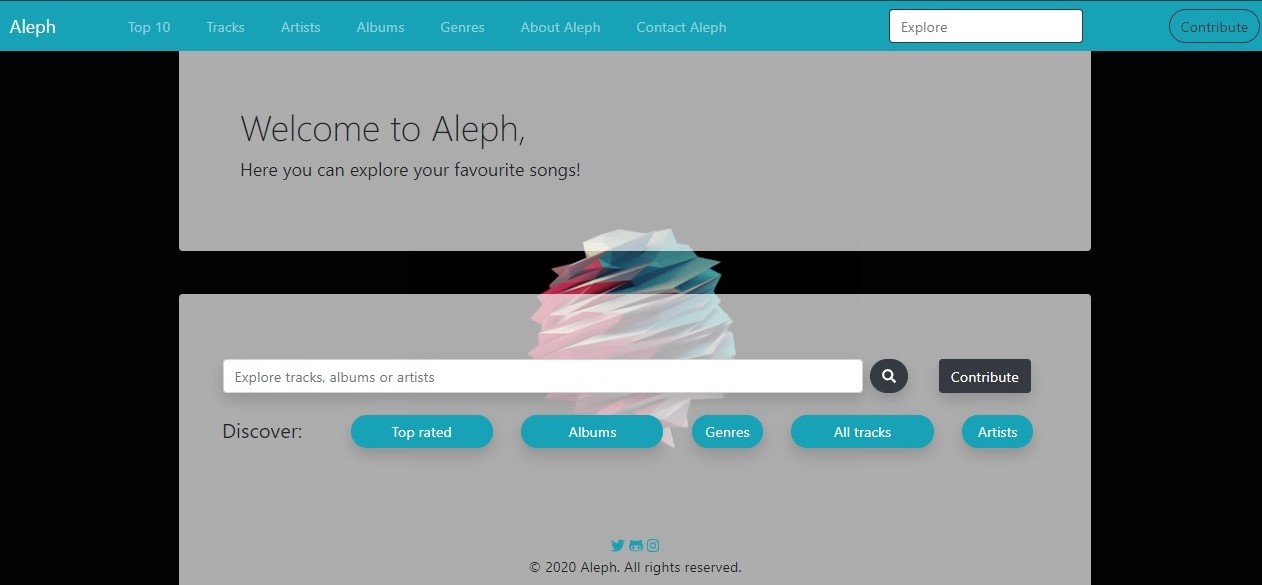 Aleph Top 10 Tracks Artists Albums Genres About Aleph Contact Aleph Explore Contribute
Welcome to Aleph,
Here you can explore your favourite songs!
Explore tracks, albums or artists Contribute
Discover: Top rated Albums Genres All tracks Artists
© 2020 Aleph. All rights reserved.